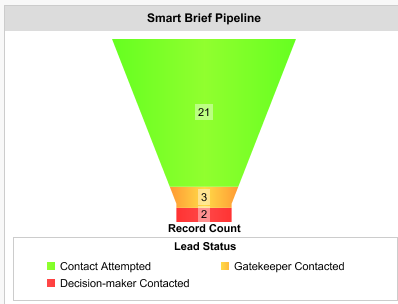 Smart Brief Pipeline
21
3
2
Record Count
Lead Status
Contact Attempted
Gatekeeper Contacted
Decision-maker Contacted